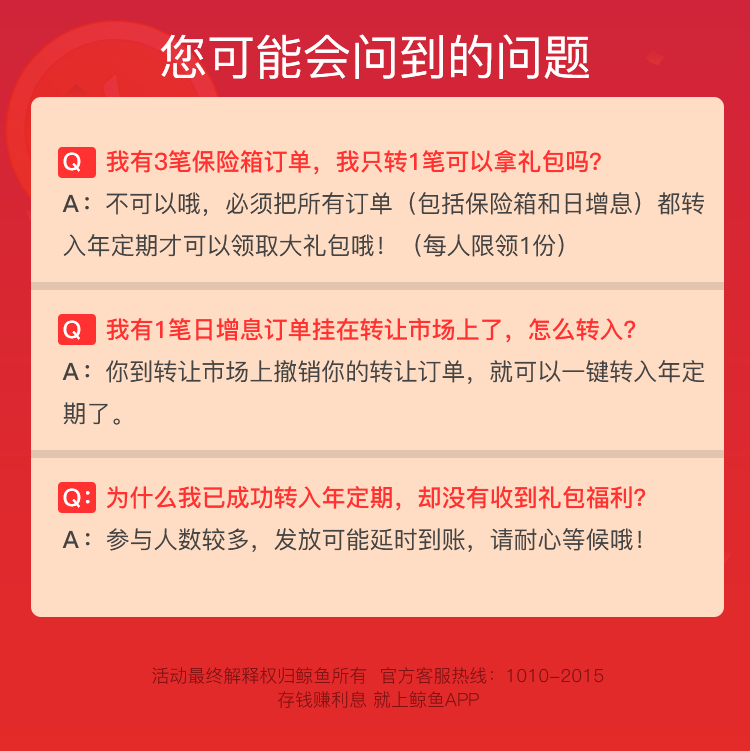 您可能会问到的问题
Q 我有3笔保险箱订单，我只转1笔可以拿礼包吗？
A：不可以哦，必须把所有订单（包括保险箱和日增息）都转
入年定期才可以领取大礼包哦！（每人限领1份）
Q 我有1笔日增息订单挂在转让市场上了，怎么转入？
A：你到转让市场上撤销你的转让订单，就可以一键转入年定
期了。
Q: 为什么我已成功转入年定期，却没有收到礼包福利？
A：参与人数较多，发放可能延时到账，请耐心等候哦！
活动最终解释权归鲸鱼所有 官方客服热线：1010-2015
存钱赚利息 就上鲸鱼APP